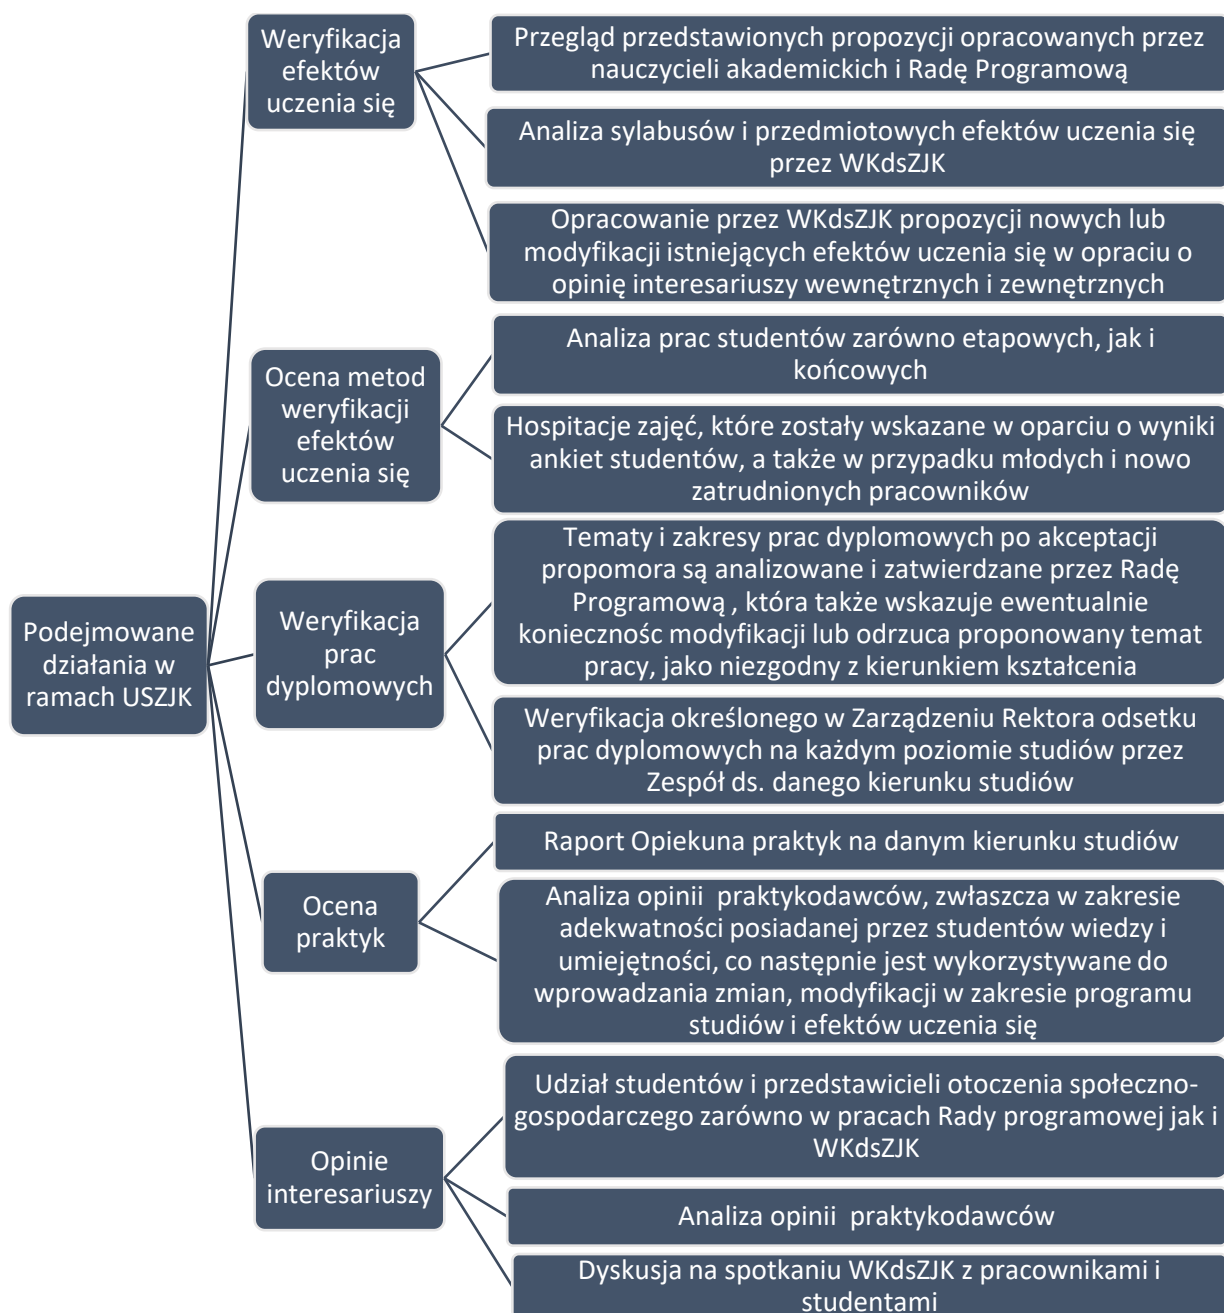 Podejmowane
działania w
ramach USZJK
Weryfikacja
efektów
uczenia się
Przegląd przedstawionych propozycji opracowanych przez
nauczycieli akademickich i Radę Programową
Analiza sylabusów i przedmiotowych efektów uczenia się
przez WKdsZJK
Opracowanie przez WKdsZJK propozycji nowych lub
modyfikacji istniejących efektów uczenia się w opraciu o
opinię interesariuszy wewnętrznych i zewnętrznych
Ocena metod
weryfikacji
efektów
uczenia się
Analiza prac studentów zarówno etapowych, jak i
końcowych
Hospitacje zajęć, które zostały wskazane w oparciu o wyniki
ankiet studentów, a także w przypadku młodych i nowo
zatrudnionych pracowników
Weryfikacja
prac
dyplomowych
Tematy i zakresy prac dyplomowych po akceptacji
propomora są analizowane i zatwierdzane przez Radę
Programową , która także wskazuje ewentualnie
koniecznośc modyfikacji lub odrzuca proponowany temat
pracy, jako niezgodny z kierunkiem kształcenia
Weryfikacja określonego w Zarządzeniu Rektora odsetku
prac dyplomowych na każdym poziomie studiów przez
Zespół ds. danego kierunku studiów
Ocena
praktyk
Raport Opiekuna praktyk na danym kierunku studiów
Analiza opinii  praktykodawców, zwłaszcza w zakresie
adekwatności posiadanej przez studentów wiedzy i
umiejętności, co następnie jest wykorzystywane do
wprowadzania zmian, modyfikacji w zakresie programu
studiów i efektów uczenia się
Opinie
interesariuszy
Udział studentów i przedstawicieli otoczenia społeczno-
gospodarczego zarówno w pracach Rady programowej jak i
WKdsZJK
Analiza opinii  praktykodawców
Dyskusja na spotkaniu WKdsZJK z pracownikami i
studentami